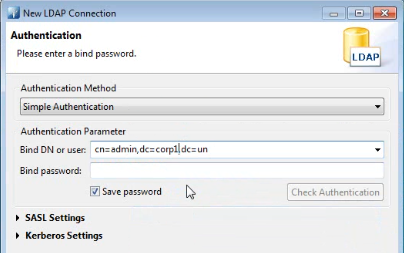 New LDAP Connection
Authentication
Please enter a bind password.
LDAP
Authentication Method
Simple Authentication
Authentication Parameter
Bind DN or user: cn=admin,dc=corp1,dc=un
Bind password:
Save password Check Authentication
SASL Settings
Kerberos Settings